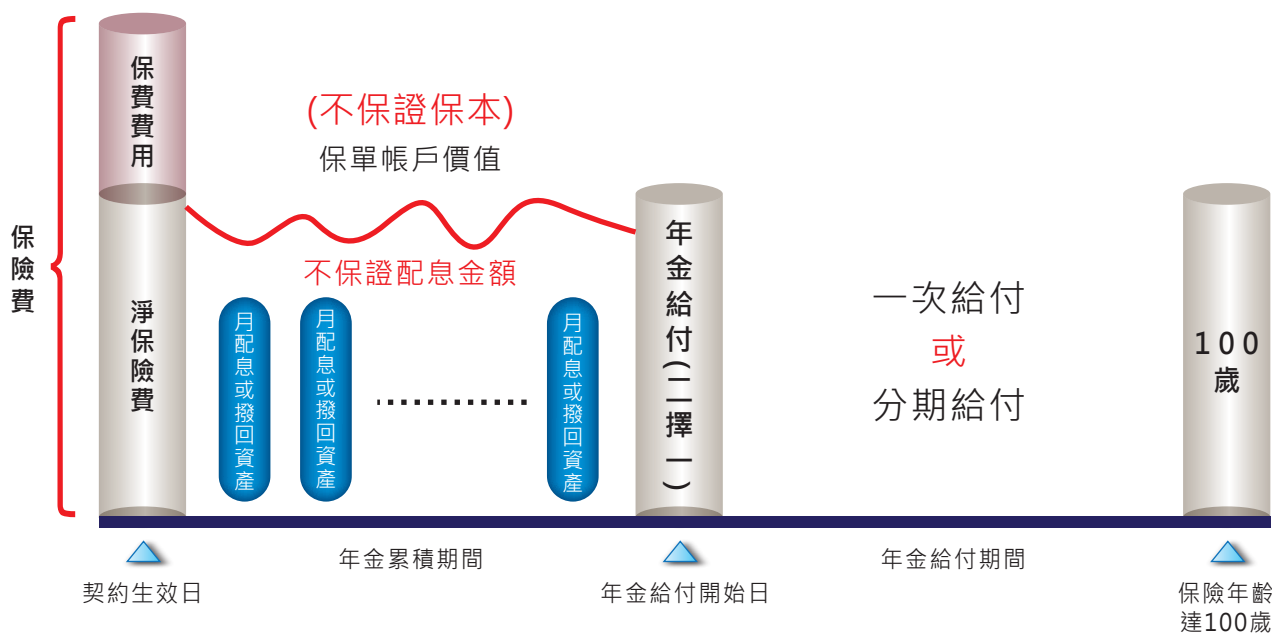 保險費
保費費用
淨保險費
(不保證保本)
保單帳戶價值
不保證配息金額
月配息或撥回資產
月配息或撥回資產
月配息或撥回資產
年金給付(二擇一)
一次給付
或
分期給付
100
歲
契約生效日
年金累積期間
年金給付開始日
年金給付期間
保險年齡
達100歲